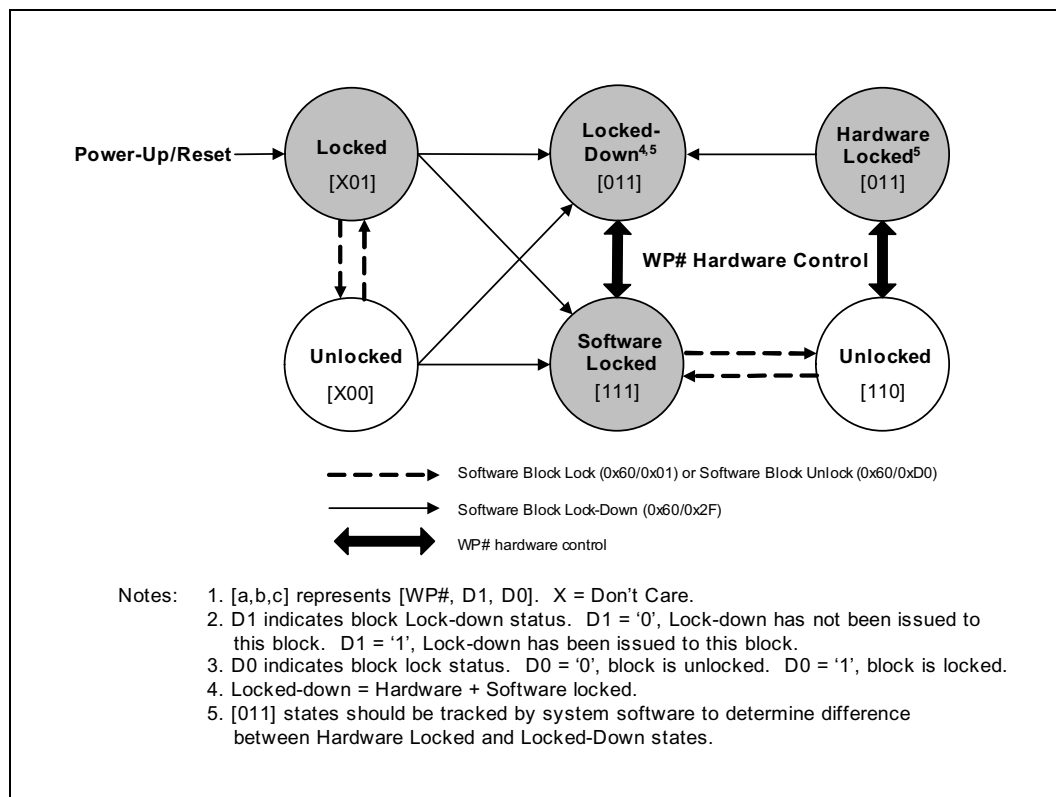 Power-Up/Reset
Locked
[X01]
Locked-
Down4,5
[011]
Hardware
Locked5
[011]
WP# Hardware Control
Unlocked
[X00]
Software
Locked
[111]
Unlocked
[110]
Software Block Lock (0x60/0x01) or Software Block Unlock (0x60/0xD0)
Software Block Lock-Down (0x60/0x2F)
WP# hardware control
Notes: 1. [a,b,c] represents [WP#, D1, D0]. X = Don't Care.
2. D1 indicates block Lock-down status. D1 = ‘0’, Lock-down has not been issued to
this block. D1 = ‘1’, Lock-down has been issued to this block.
3. D0 indicates block lock status. D0 = ‘0’, block is unlocked. D0 = ‘1’, block is locked.
4. Locked-down = Hardware + Software locked.
5. [011] states should be tracked by system software to determine difference
between Hardware Locked and Locked-Down states.